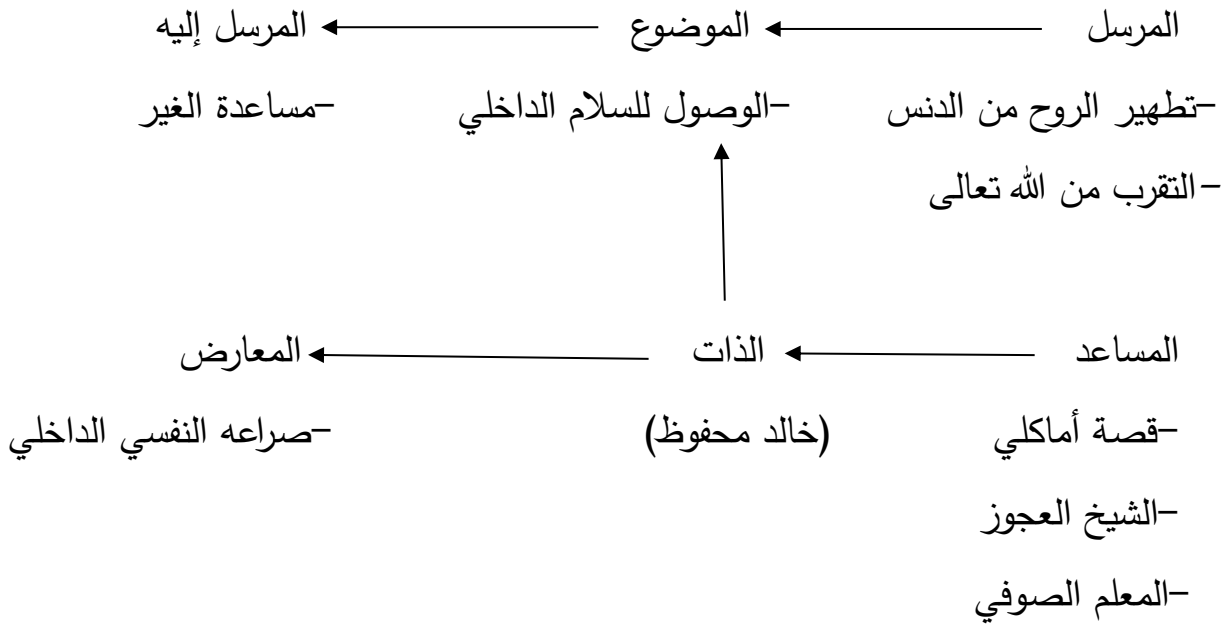 المرسل الموضوع المرسل إليه
-تطهير الروح من الدنس -الوصول للسلام الداخلي -مساعدة الغير
-التقرب من الله تعالى
المساعد الذات المعارض
-قصة أماكلي (خالد محفوظ) -صراعه النفسي الداخلي
-الشيخ العجوز
-المعلم الصوفي